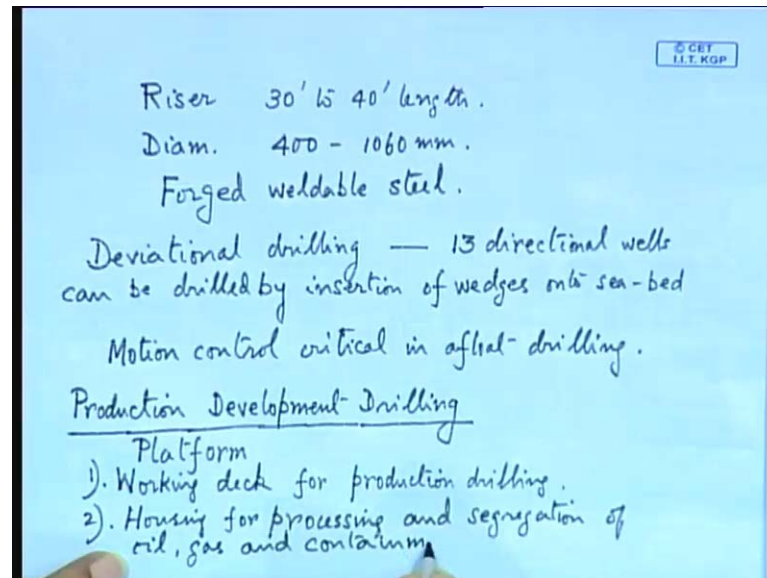 © CET
I.I.T. KGP
Riser 30' to 40' length.
Diam. 400 - 1060 mm.
Forged weldable steel.
Deviational drilling — 13 directional wells
can be drilled by insertion of wedges onto sea-bed
Motion control critical in afloat drilling.
Production Development Drilling
Platform
1). Working deck for production drilling.
2). Housing for processing and segregation of
oil, gas and containm